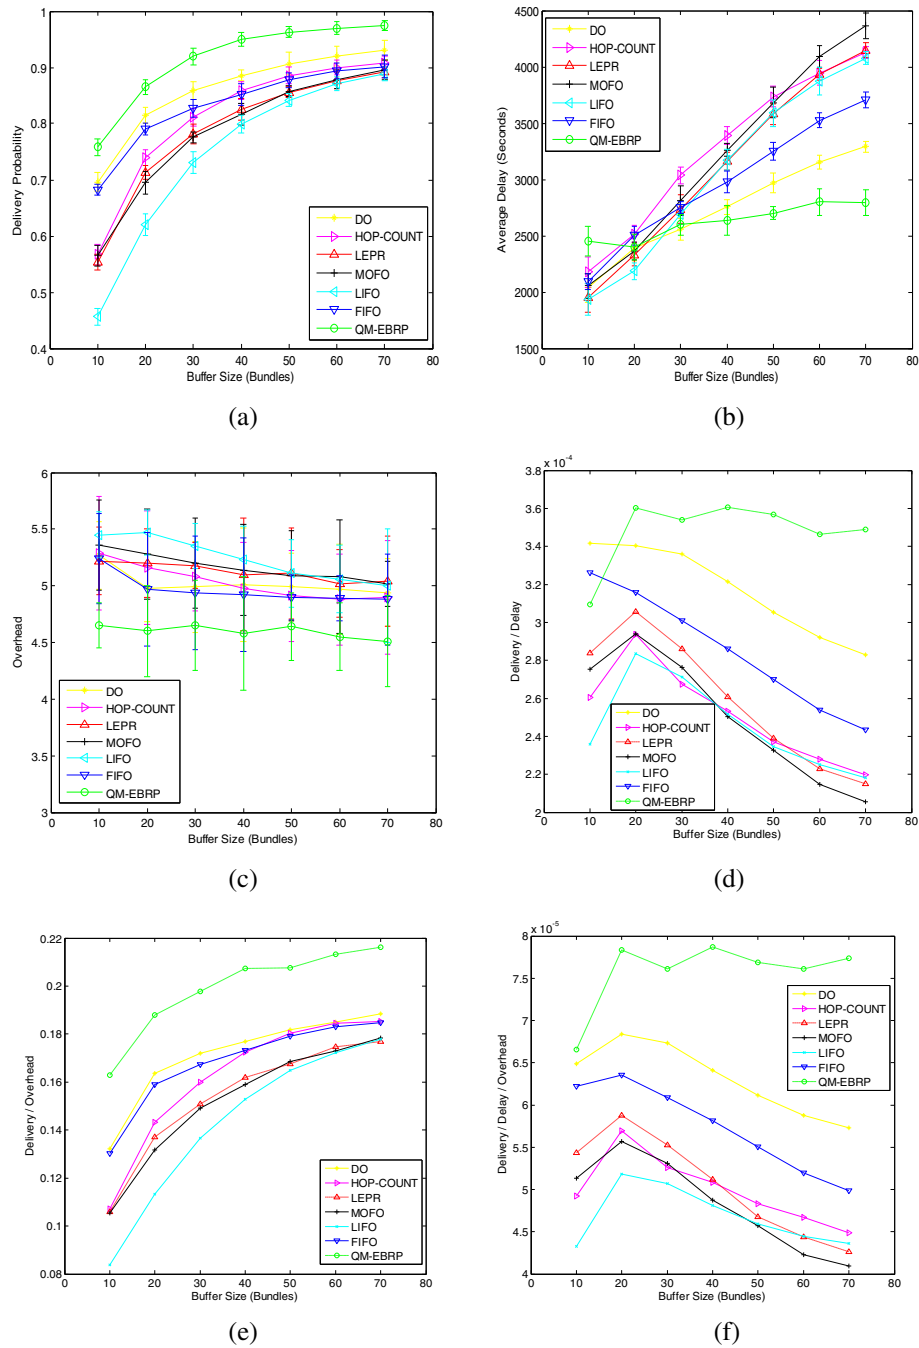 1
0.9
0.8
0.7
0.6
0.5
0.4
0 10 20 30 40 50 60 70 80
Delivery Probability
Buffer Size (Bundles)
DO
HOP-COUNT
LEPR
MOFO
LIFO
FIFO
QM-EBRP
(a)
4500
4000
3500
3000
2500
2000
1500
0 10 20 30 40 50 60 70 80
Average Delay (Seconds)
Buffer Size (Bundles)
DO
HOP-COUNT
LEPR
MOFO
LIFO
FIFO
QM-EBRP
(b)
6
5.5
5
4.5
4
3.5
3
0 10 20 30 40 50 60 70 80
Overhead
Buffer Size (Bundles)
DO
HOP-COUNT
LEPR
MOFO
LIFO
FIFO
QM-EBRP
(c)
x 10⁻⁴
3.8
3.6
3.4
3.2
3
2.8
2.6
2.4
2.2
2
0 10 20 30 40 50 60 70 80
Delivery / Delay
Buffer Size (Bundles)
DO
HOP-COUNT
LEPR
MOFO
LIFO
FIFO
QM-EBRP
(d)
0.22
0.2
0.18
0.16
0.14
0.12
0.1
0.08
0 10 20 30 40 50 60 70 80
Delivery / Overhead
Buffer Size (Bundles)
DO
HOP-COUNT
LEPR
MOFO
LIFO
FIFO
QM-EBRP
(e)
x 10⁻⁵
8
7.5
7
6.5
6
5.5
5
4.5
4
0 10 20 30 40 50 60 70 80
Delivery / Delay / Overhead
Buffer Size (Bundles)
DO
HOP-COUNT
LEPR
MOFO
LIFO
FIFO
QM-EBRP
(f)